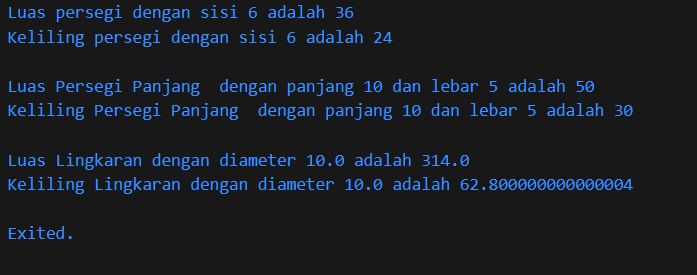 Luas persegi dengan sisi 6 adalah 36
Keliling persegi dengan sisi 6 adalah 24
Luas Persegi Panjang  dengan panjang 10 dan lebar 5 adalah 50
Keliling Persegi Panjang  dengan panjang 10 dan lebar 5 adalah 30
Luas Lingkaran dengan diameter 10.0 adalah 314.0
Keliling Lingkaran dengan diameter 10.0 adalah 62.800000000000004
Exited.